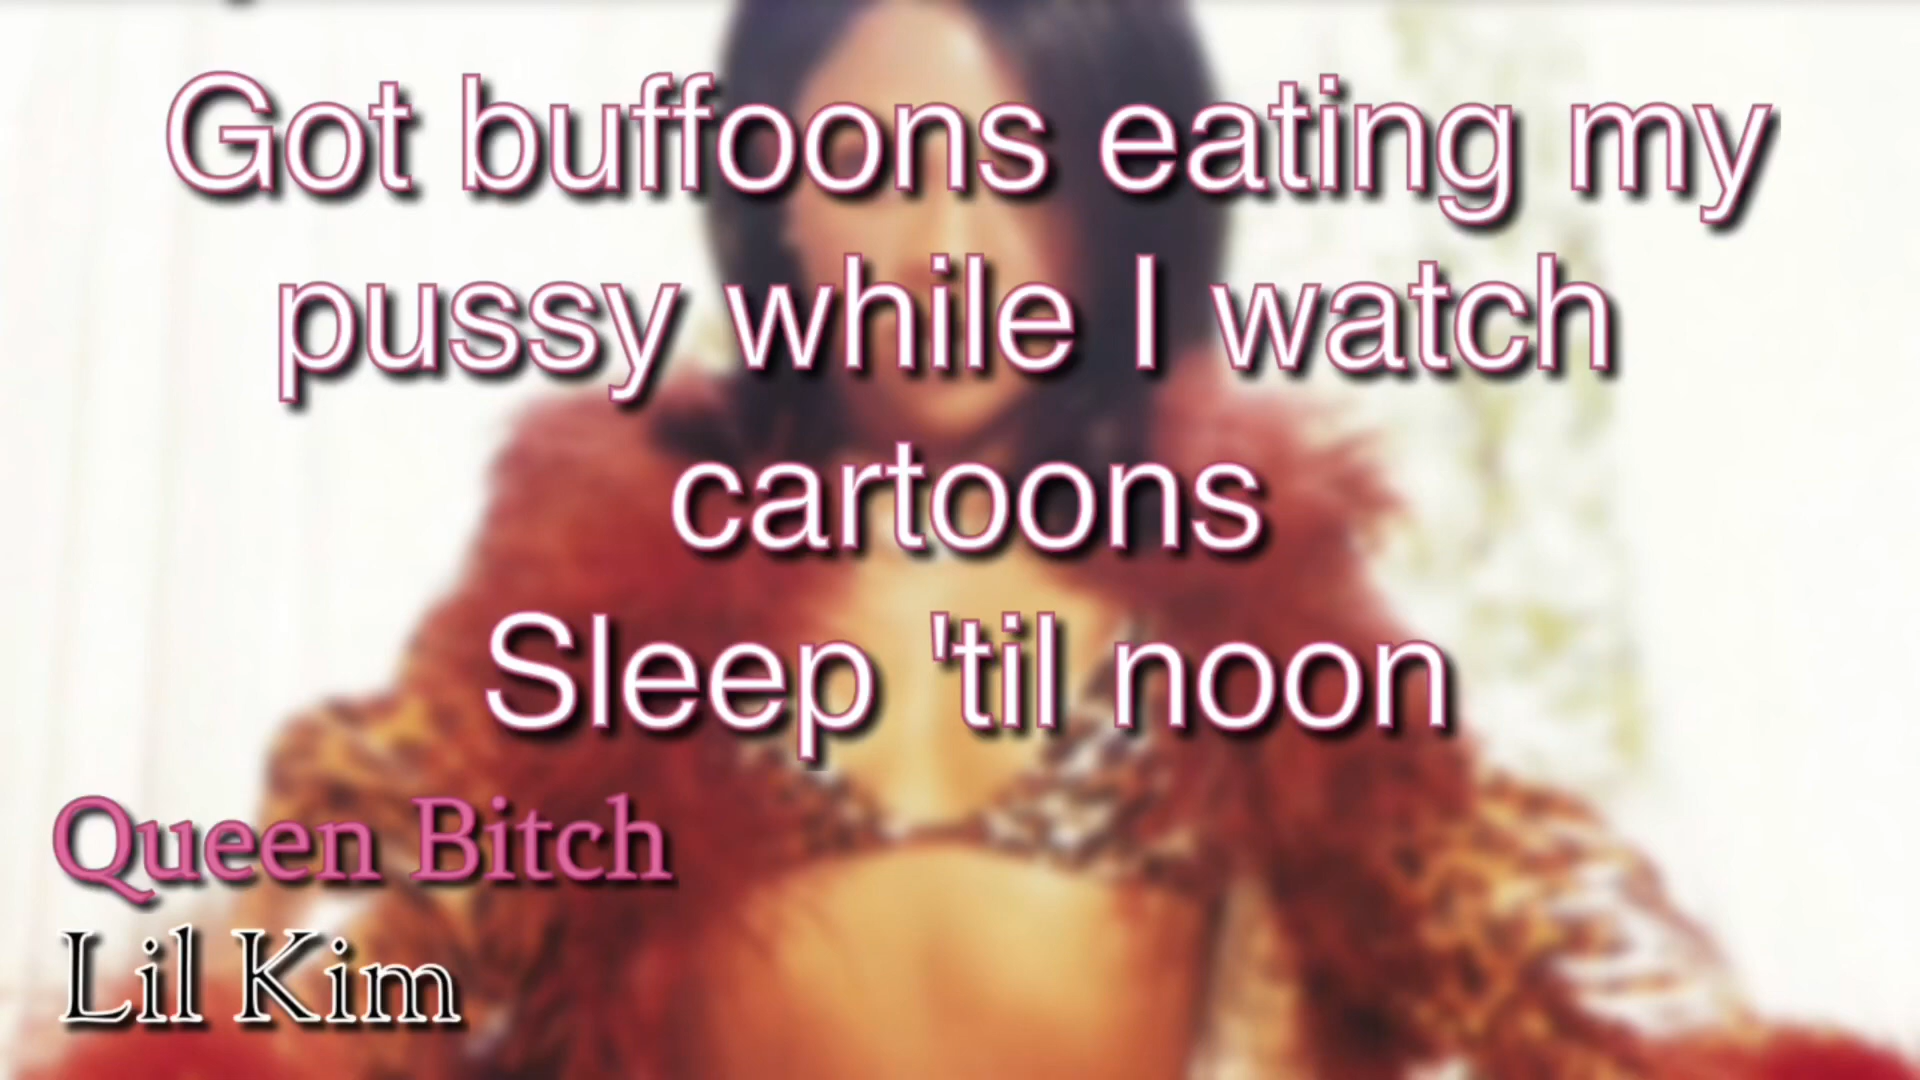 Got buffoons eating my
pussy while I watch
cartoons
Sleep 'til noon
Queen Bitch
Lil Kim